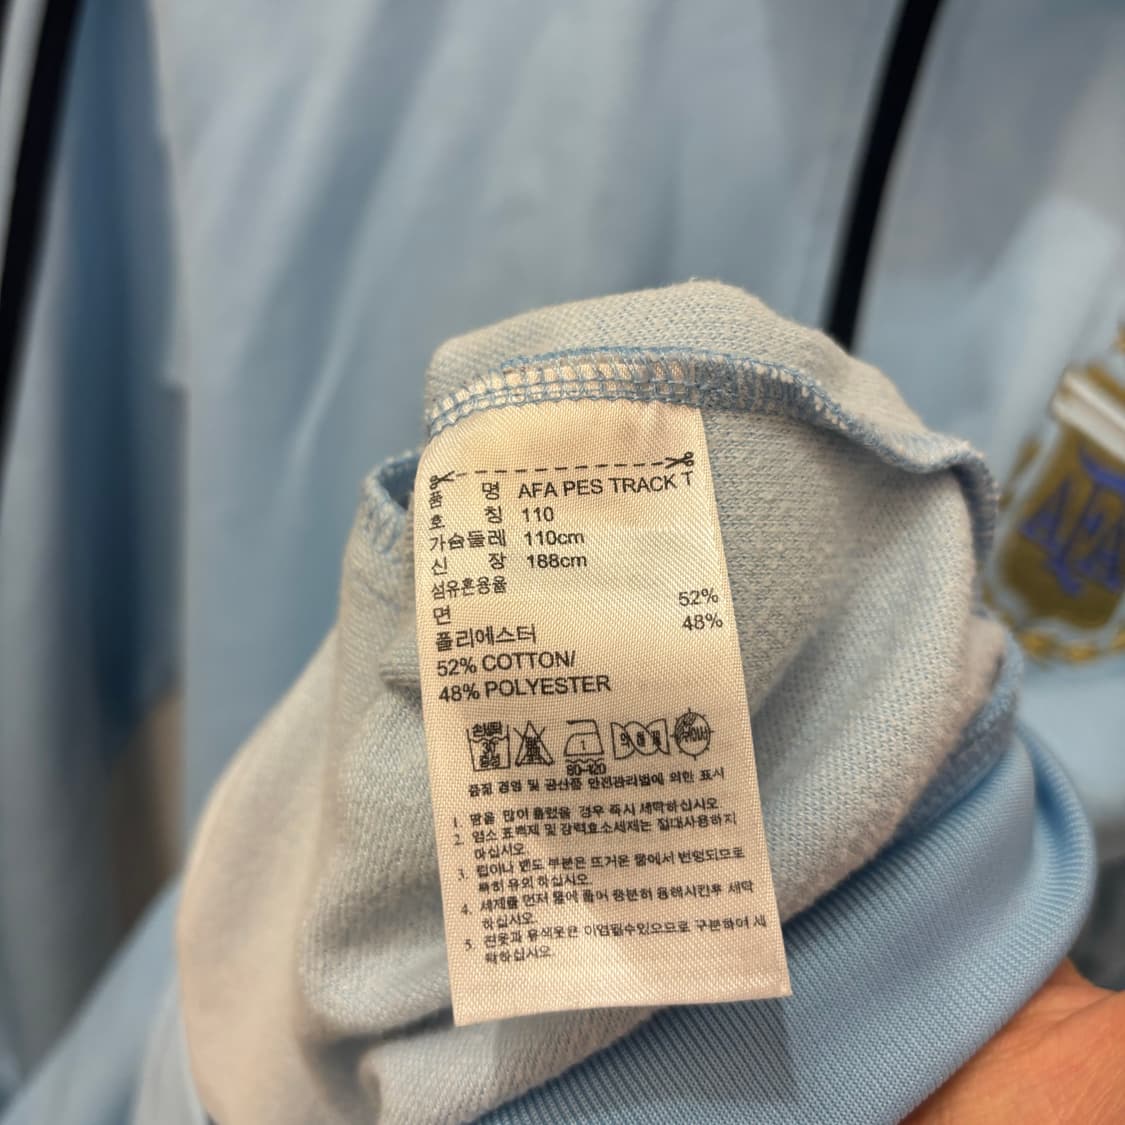 품 명 AFA PES TRACK T
호 칭 110
가슴둘레 110cm
신 장 188cm
섬유혼용율
면 52%
폴리에스터 48%
52% COTTON/
48% POLYESTER
손세탁
80-120
품질 경영 및 공산품 안전관리법에 의한 표시
1. 땀을 많이 흘렸을 경우 즉시 세탁하십시오
2. 염소 표백제 및 강력효소세제는 절대사용하지
마십시오
3. 립이나 밴드 부분은 뜨거운 물에서 변형되므로
특히 유의 하십시오
4. 세제를 먼저 물에 풀어 충분히 용해시킨후 세탁
하십시오
5. 흰옷과 유색옷은 이염될수있으므로 구분하여 세
탁하십시오
AFA